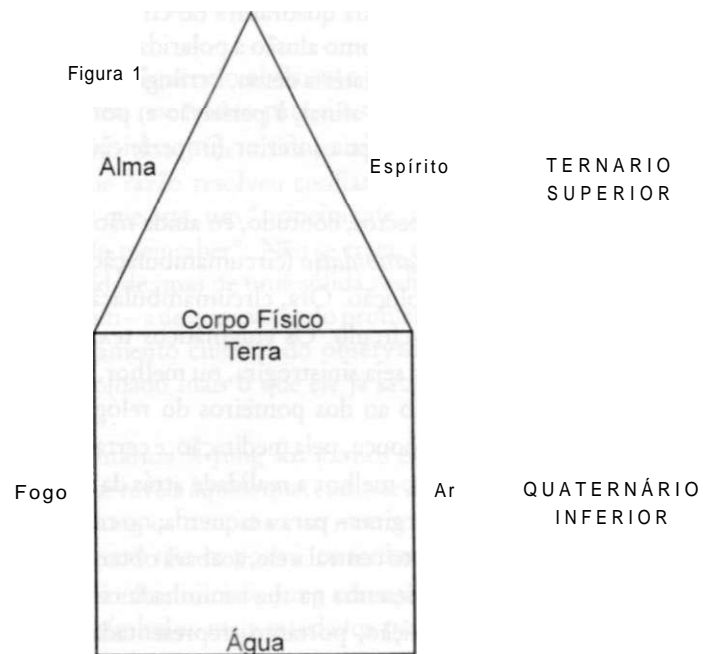 Figura 1
Alma
Espírito
TERNARIO
SUPERIOR
Corpo Físico
Terra
Fogo
Ar
QUATERNÁRIO
INFERIOR
Água